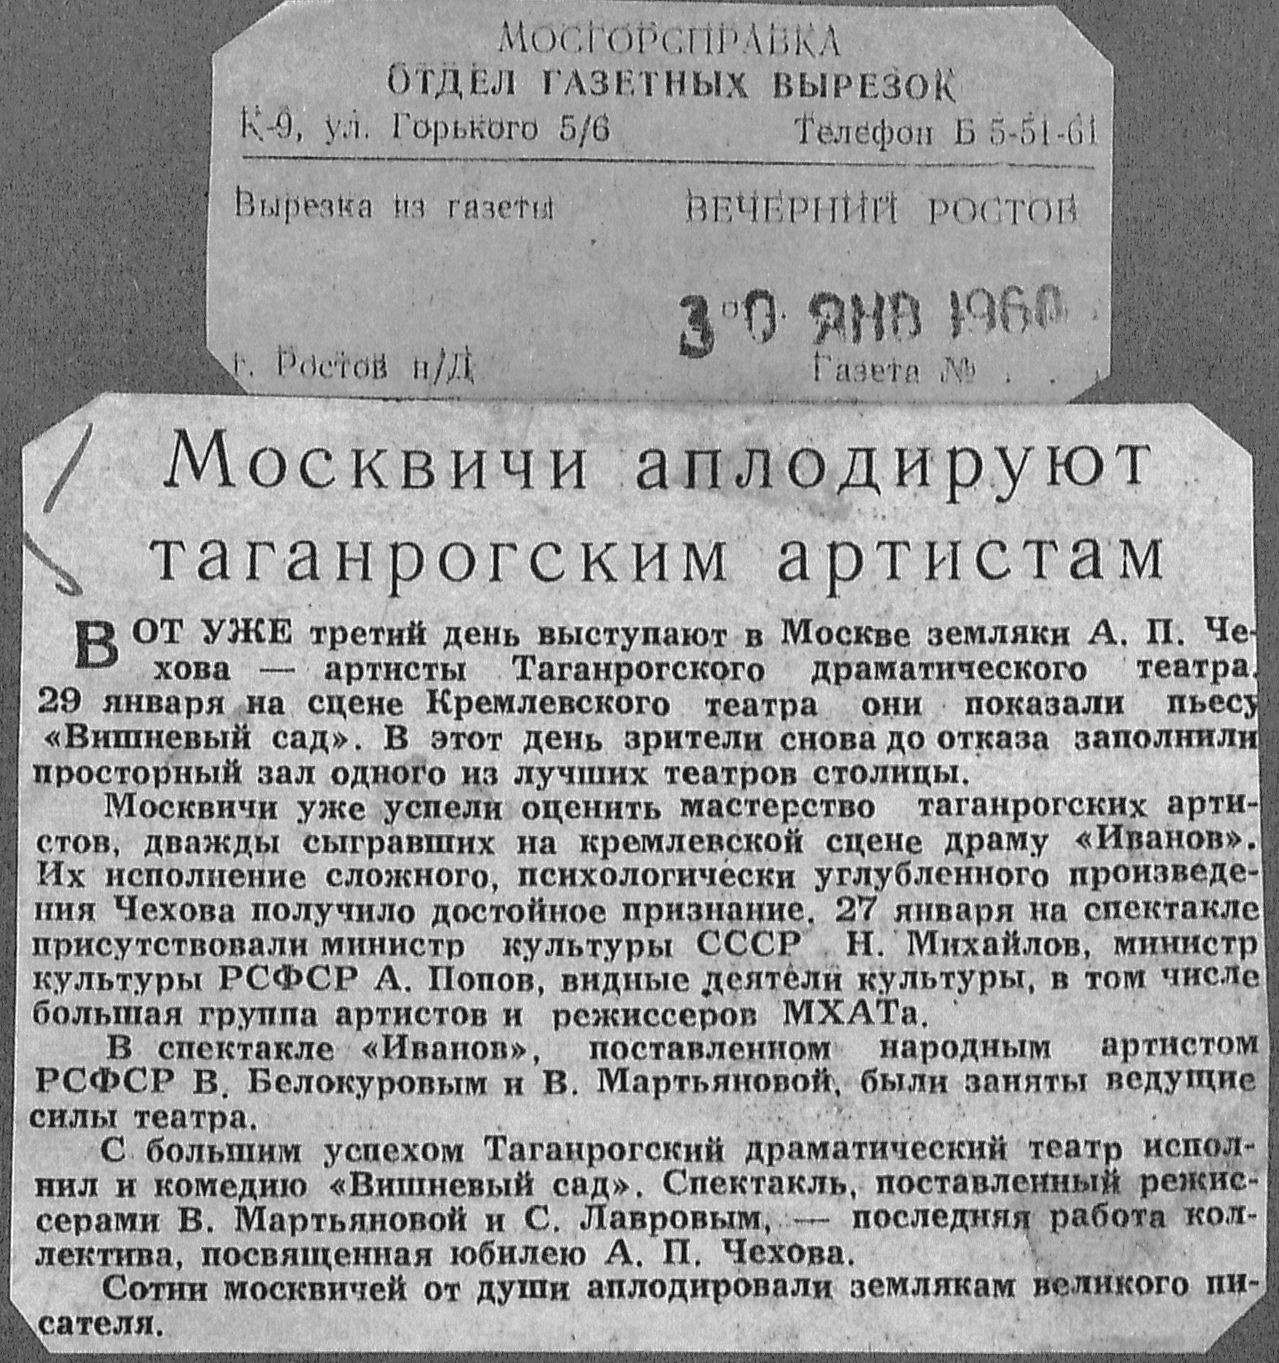 МОСГОРСПРАВКА
ОТДЕЛ ГАЗЕТНЫХ ВЫРЕЗОК
К-9, ул. Горького 5/6 Телефон Б 5-51-61
Вырезка из газеты ВЕЧЕРНИЙ РОСТОВ
30 ЯНВ 1960
г. Ростов н/Д Газета № . . .
Москвичи аплодируют
таганрогским артистам
ВОТ УЖЕ третий день выступают в Москве земляки А. П. Че-
хова — артисты Таганрогского драматического театра.
29 января на сцене Кремлевского театра они показали пьесу
«Вишневый сад». В этот день зрители снова до отказа заполнили
просторный зал одного из лучших театров столицы.
Москвичи уже успели оценить мастерство таганрогских арти-
стов, дважды сыгравших на кремлевской сцене драму «Иванов».
Их исполнение сложного, психологически углубленного произведе-
ния Чехова получило достойное признание. 27 января на спектакле
присутствовали министр культуры СССР Н. Михайлов, министр
культуры РСФСР А. Попов, видные деятели культуры, в том числе
большая группа артистов и режиссеров МХАТа.
В спектакле «Иванов», поставленном народным артистом
РСФСР В. Белокуровым и В. Мартьяновой, были заняты ведущие
силы театра.
С большим успехом Таганрогский драматический театр испол-
нил и комедию «Вишневый сад». Спектакль, поставленный режис-
серами В. Мартьяновой и С. Лавровым, — последняя работа кол-
лектива, посвященная юбилею А. П. Чехова.
Сотни москвичей от души аплодировали землякам великого пи-
сателя.